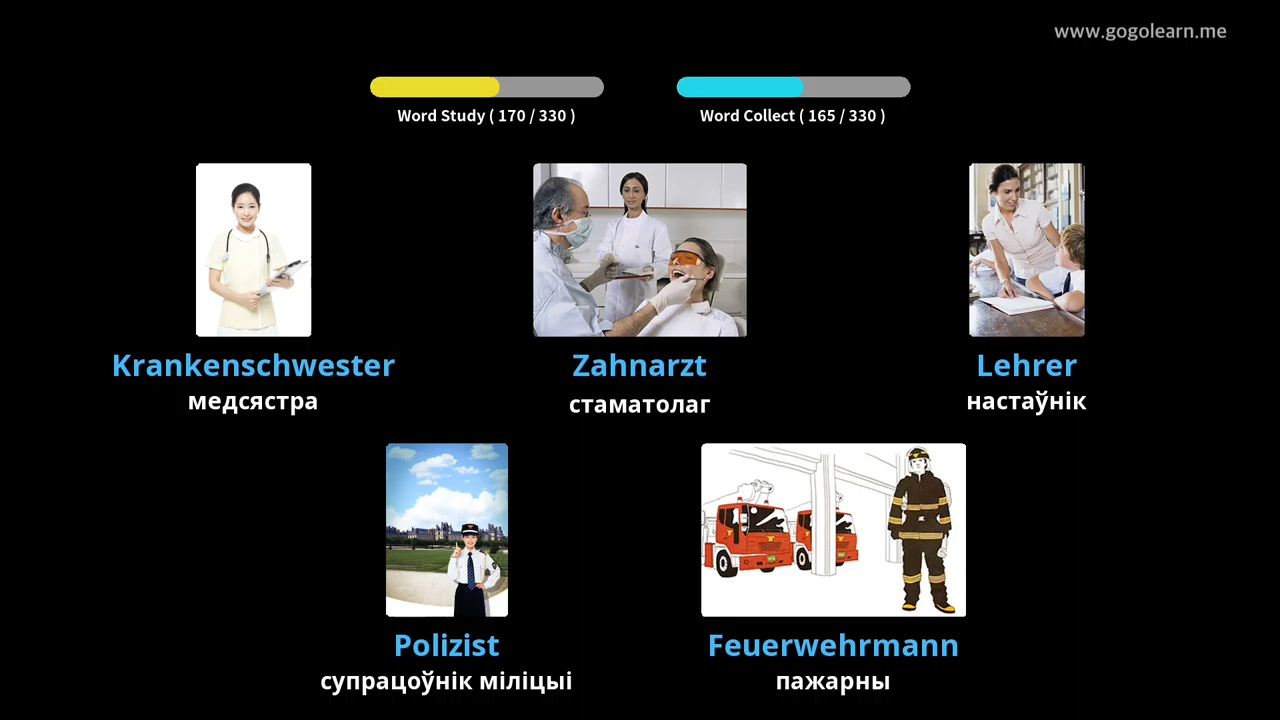 www.gogolearn.me
Word Study ( 170 / 330 )
Word Collect ( 165 / 330 )
Krankenschwester
медсястра
Zahnarzt
стаматолаг
Lehrer
настаўнік
Polizist
супрацоўнік міліцыі
Feuerwehrmann
пажарны